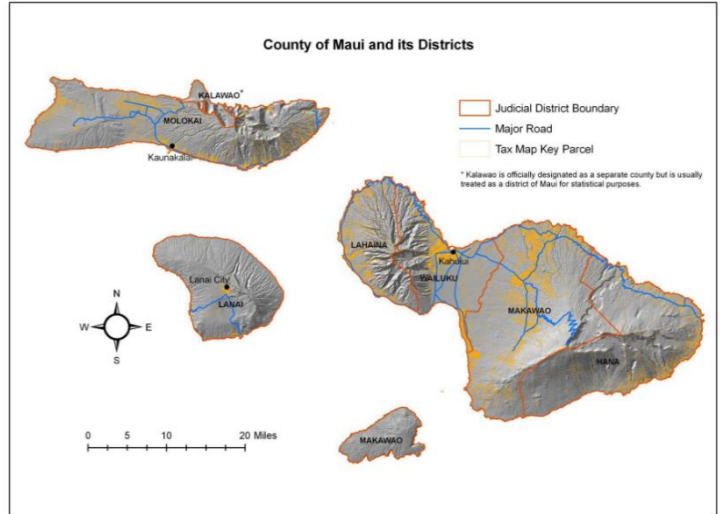 County of Maui and its Districts
KALAWAO*
MOLOKAI
Kaunakakai
Judicial District Boundary
Major Road
Tax Map Key Parcel
* Kalawao is officially designated as a separate county but is usually
treated as a district of Maui for statistical purposes.
LAHAINA
Kahului
WAILUKU
Lanai City
LANAI
MAKAWAO
HANA
N
W E
S
0 5 10 20 Miles
MAKAWAO